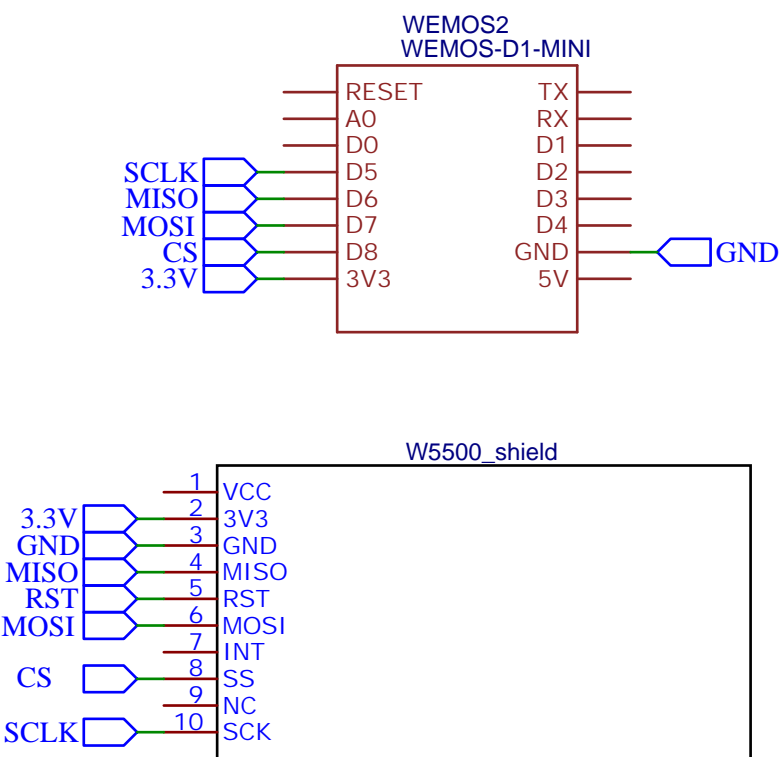 WEMOS2
WEMOS-D1-MINI
RESET TX
A0 RX
D0 D1
SCLK D5 D2
MISO D6 D3
MOSI D7 D4
CS D8 GND GND
3.3V 3V3 5V
W5500_shield
1 VCC
3.3V 2 3V3
GND 3 GND
MISO 4 MISO
RST 5 RST
MOSI 6 MOSI
7 INT
CS 8 SS
9 NC
SCLK 10 SCK